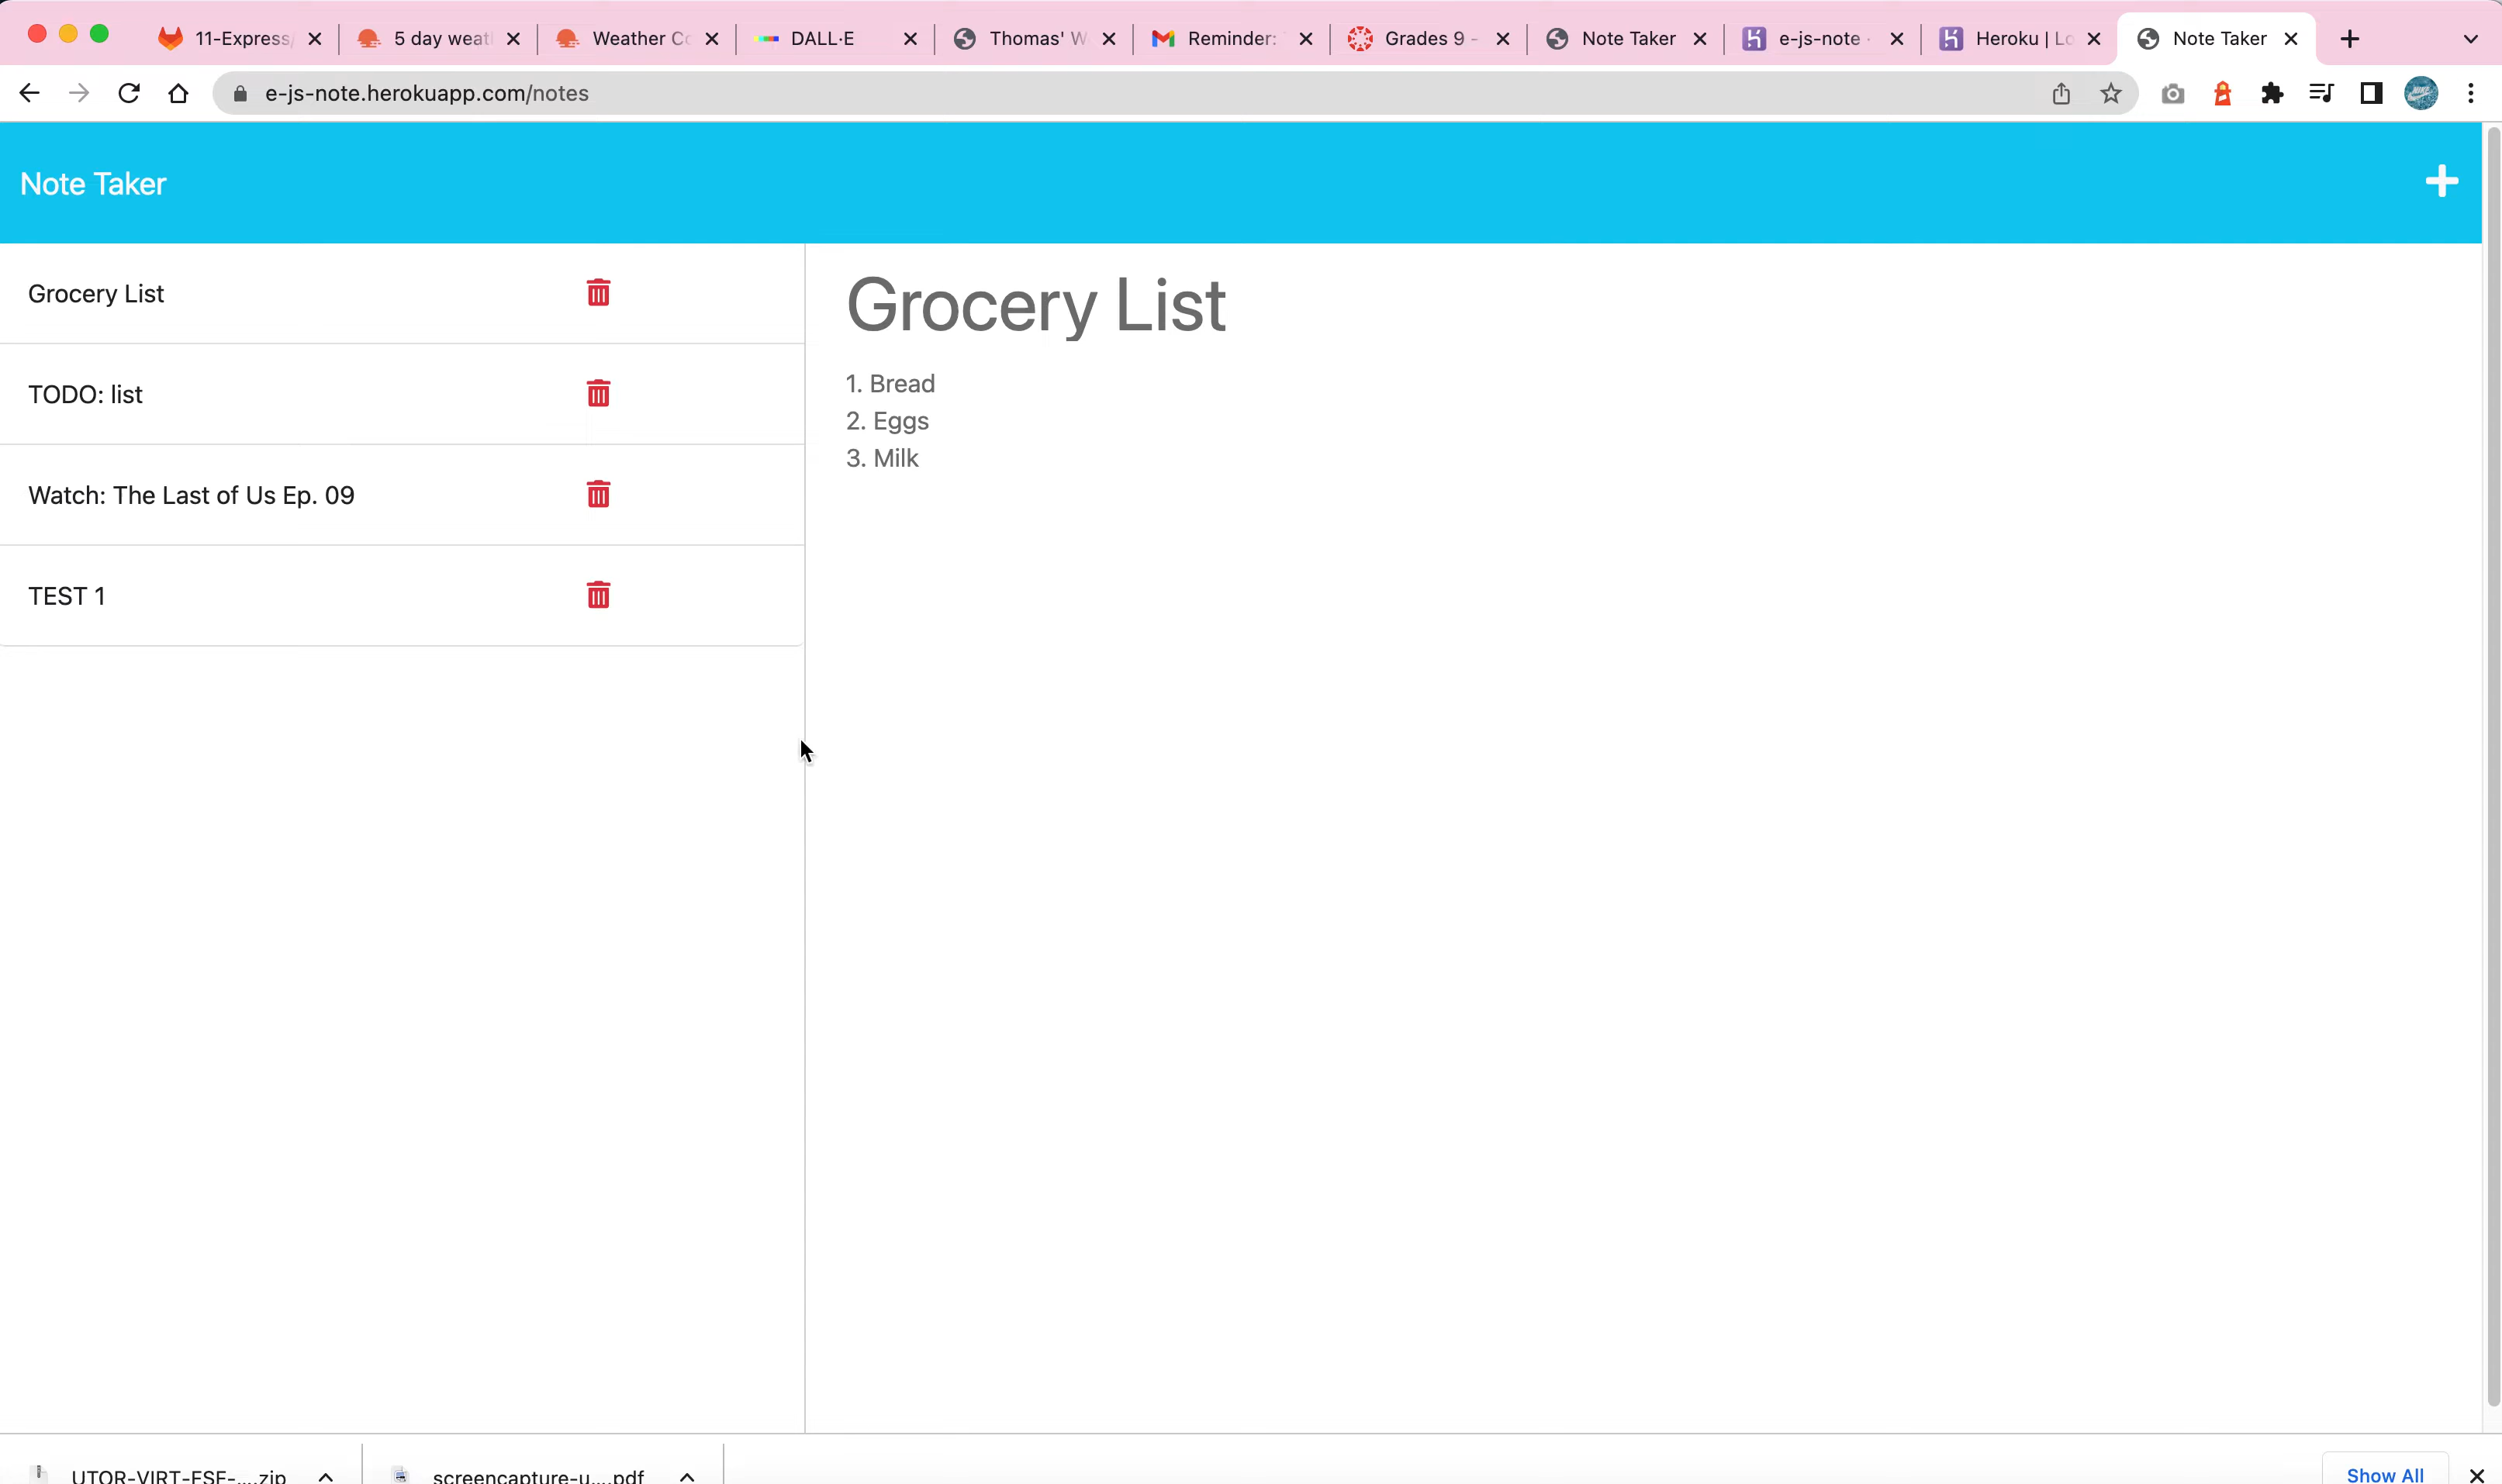 11-Express/
5 day weat
Weather Co
DALL·E
Thomas' W
Reminder:
Grades 9 -
Note Taker
e-js-note ·
Heroku | Lo
Note Taker
e-js-note.herokuapp.com/notes
Note Taker
Grocery List
TODO: list
Watch: The Last of Us Ep. 09
TEST 1
Grocery List
1. Bread
2. Eggs
3. Milk
UTOR-VIRT-FSF-....zip
screencapture-u....pdf
Show All